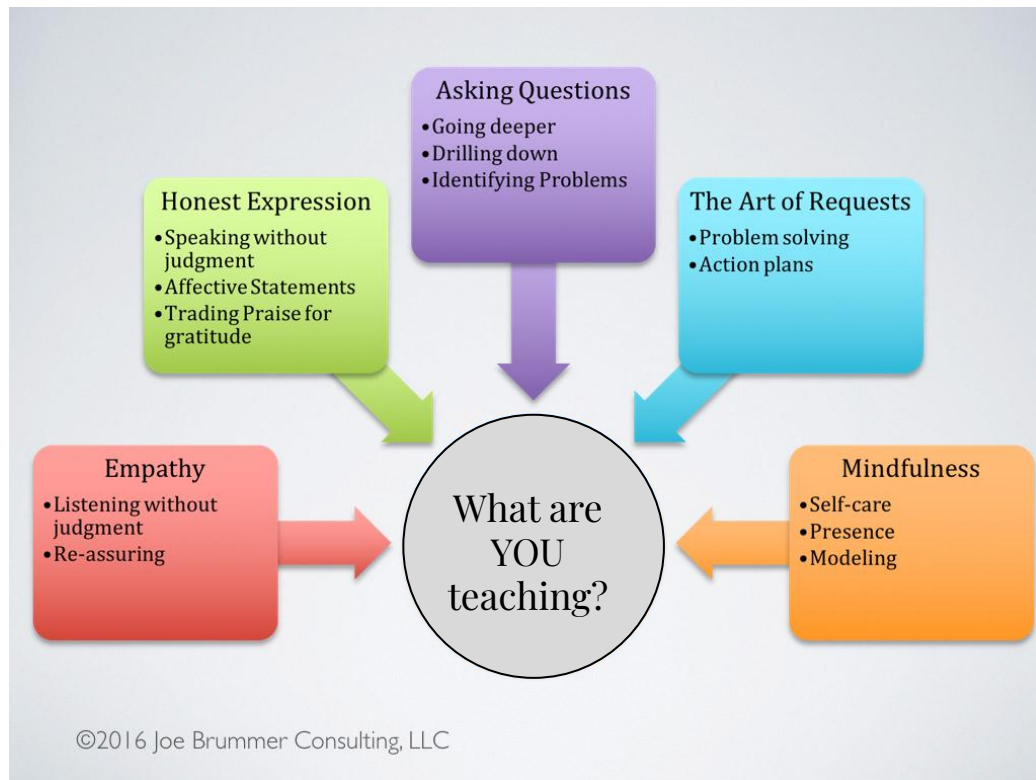 Asking Questions
•Going deeper
•Drilling down
•Identifying Problems
Honest Expression
•Speaking without
judgment
•Affective Statements
•Trading Praise for
gratitude
The Art of Requests
•Problem solving
•Action plans
Empathy
•Listening without
judgment
•Re-assuring
What are
YOU
teaching?
Mindfulness
•Self-care
•Presence
•Modeling
©2016 Joe Brummer Consulting, LLC